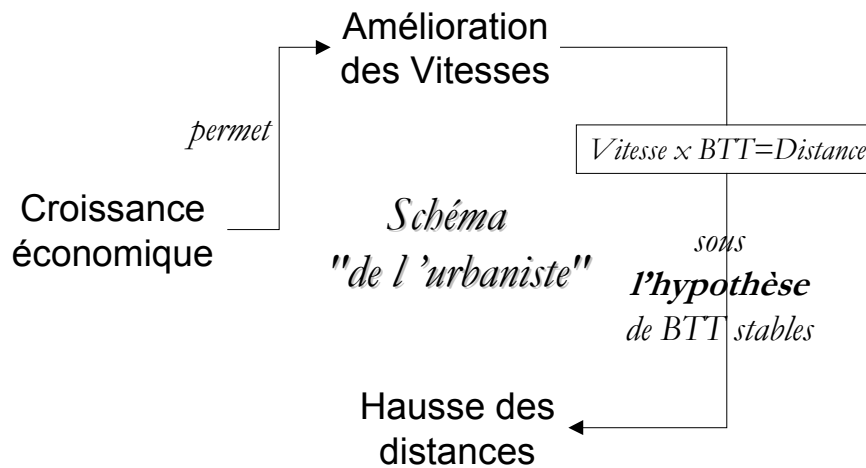 Amélioration
des Vitesses
permet
Vitesse x BTT=Distance
Croissance
économique
Schéma
"de l 'urbaniste"
sous
l'hypothèse
de BTT stables
Hausse des
distances